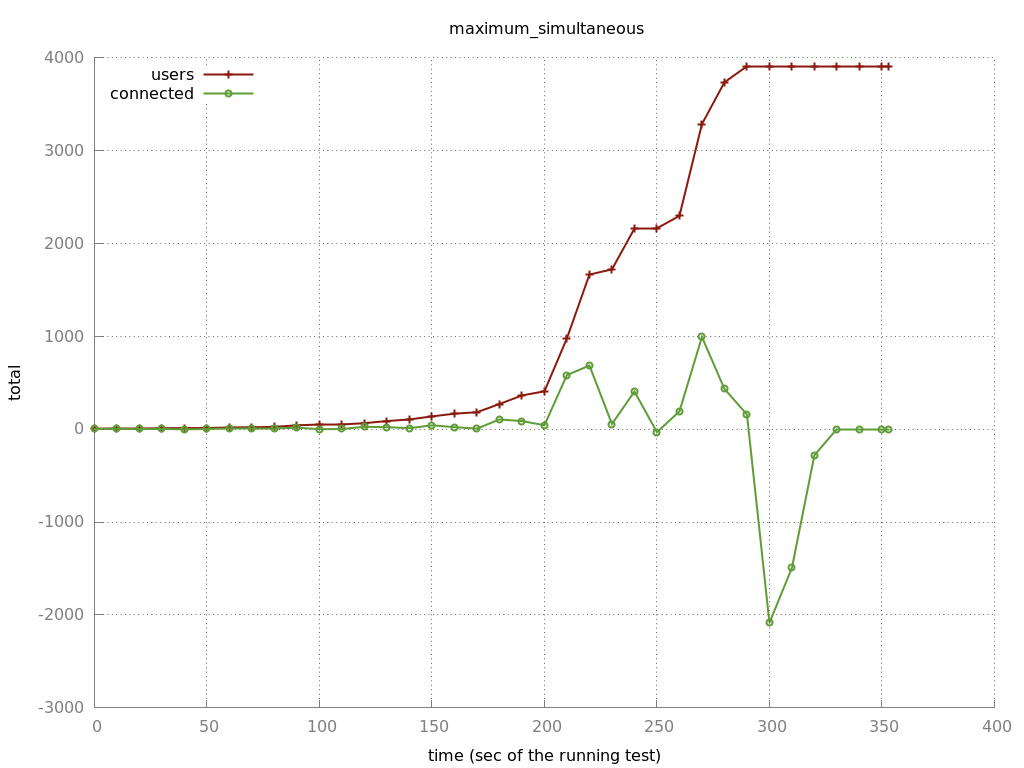 maximum_simultaneous
users
connected
4000
3000
2000
1000
0
-1000
-2000
-3000
total
0 50 100 150 200 250 300 350 400
time (sec of the running test)